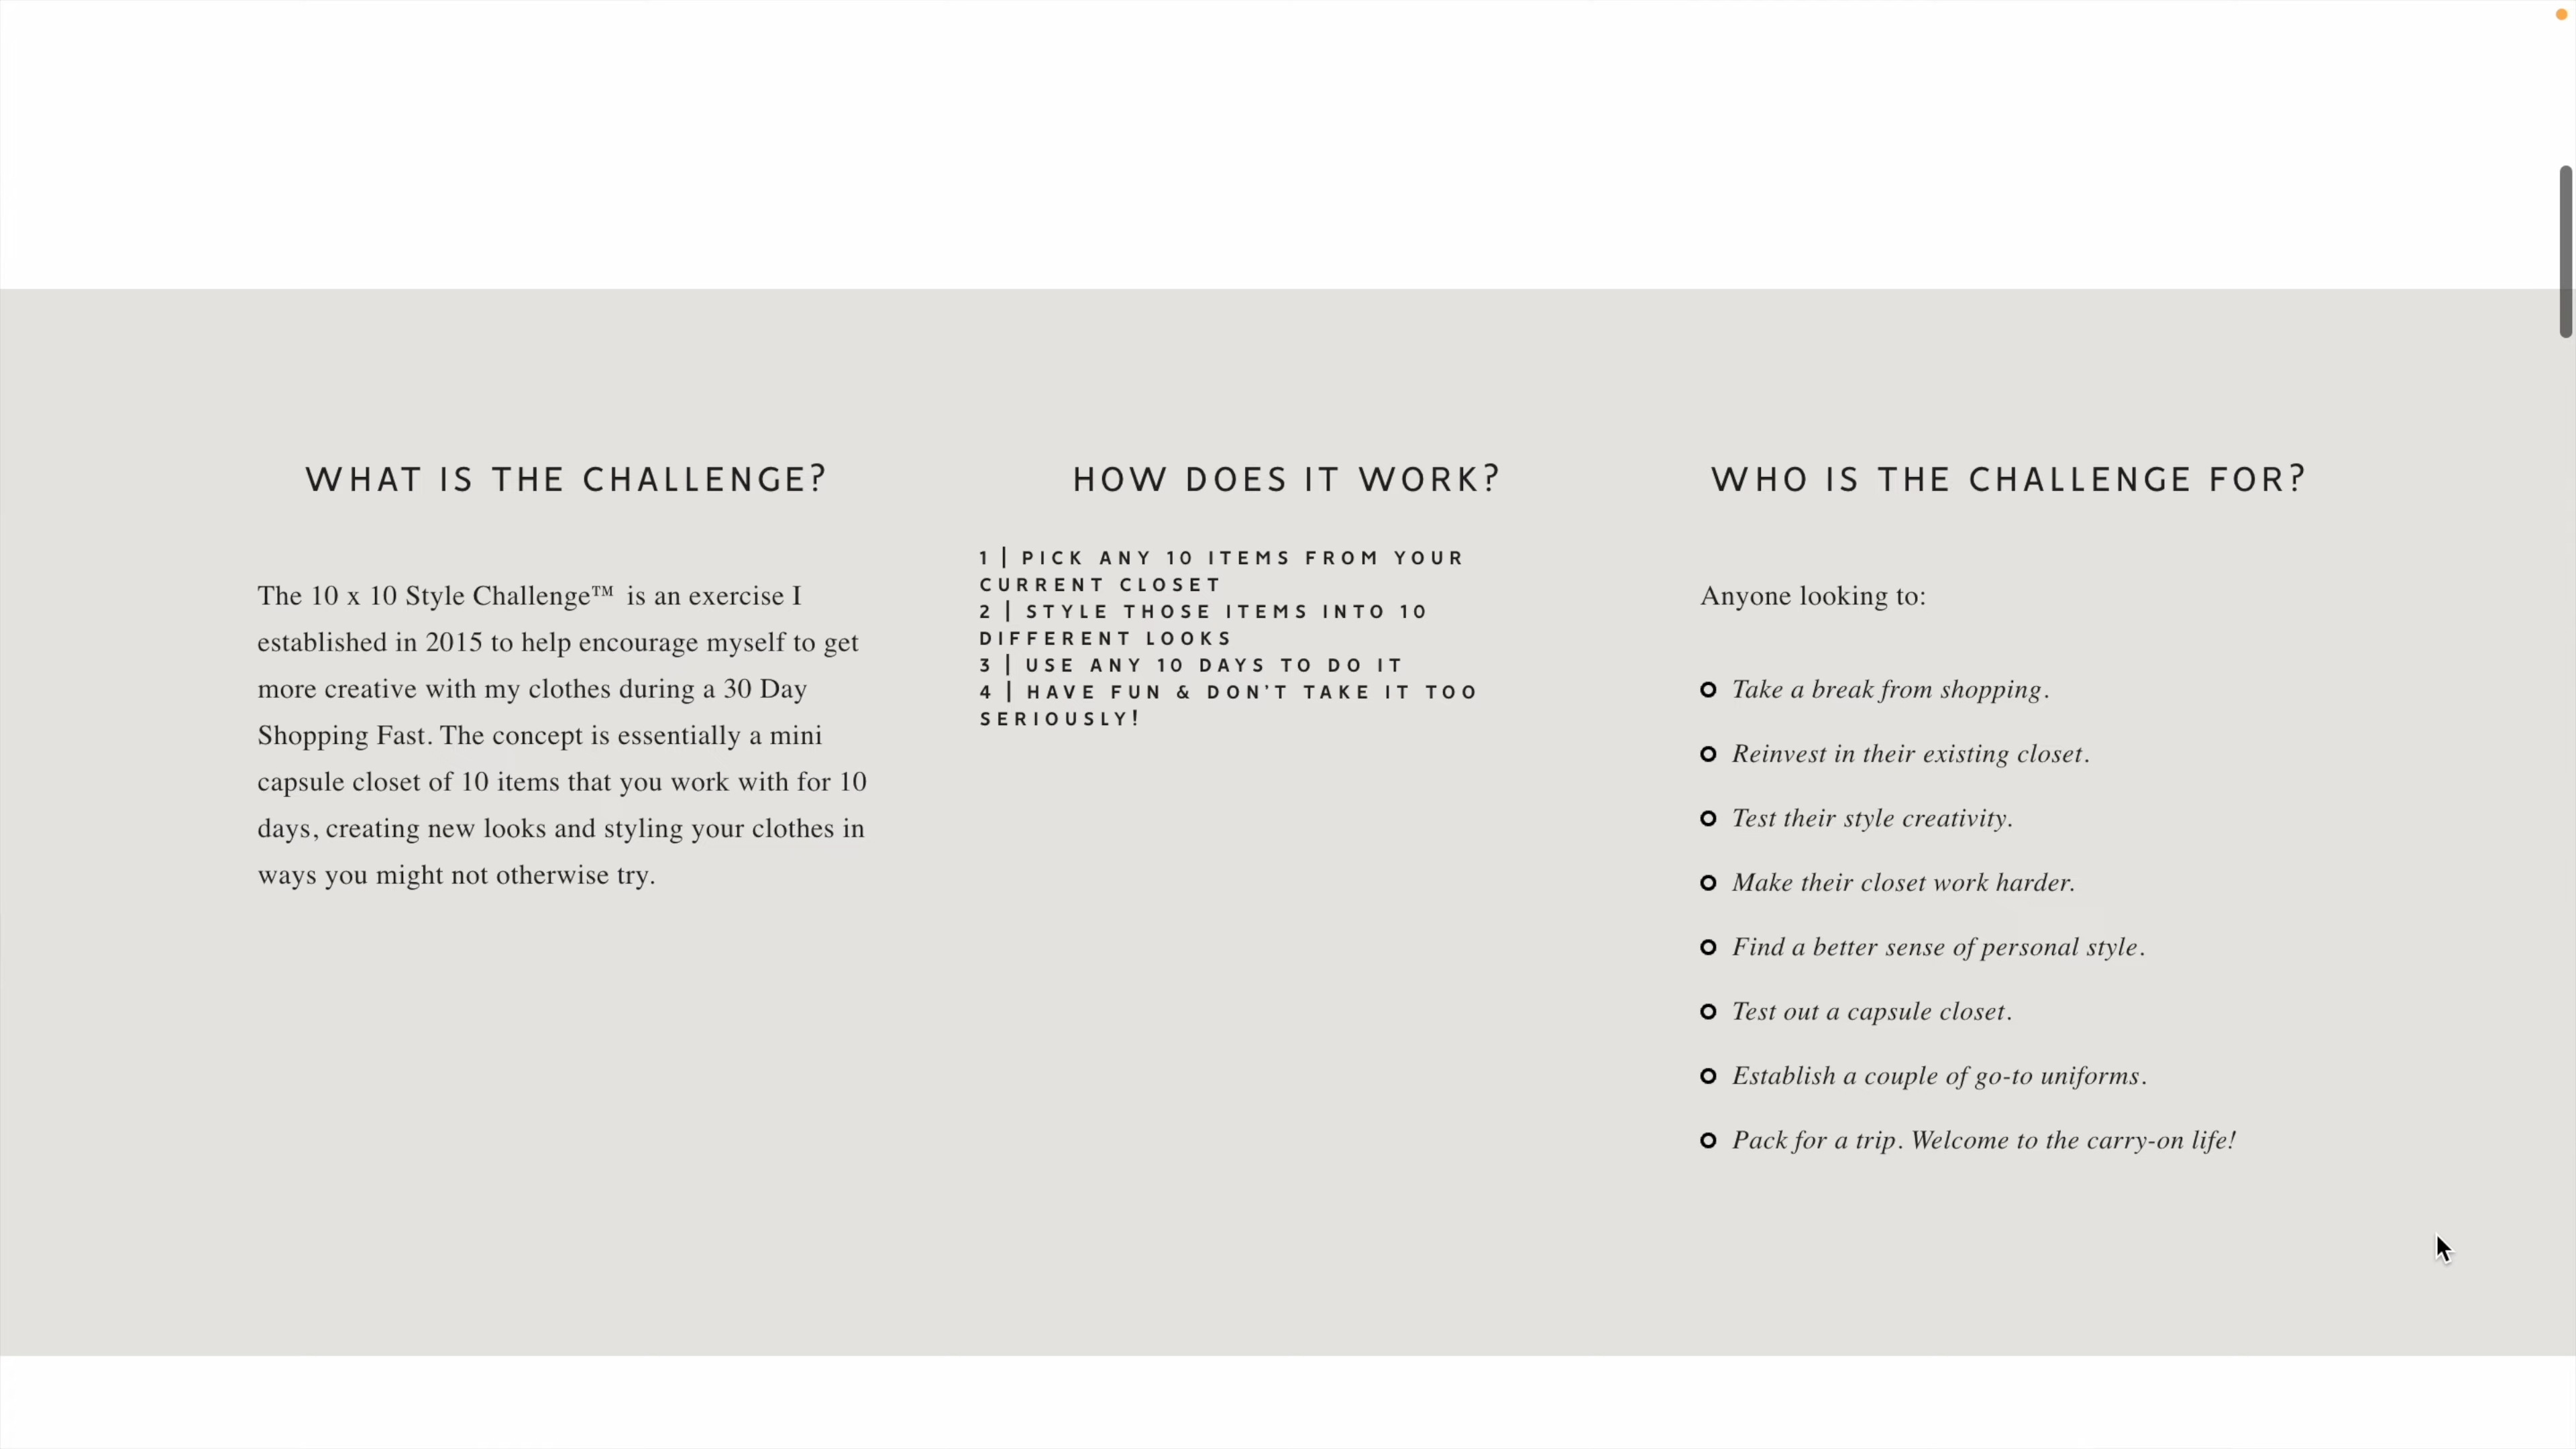 WHAT IS THE CHALLENGE?
The 10 x 10 Style Challenge™ is an exercise I
established in 2015 to help encourage myself to get
more creative with my clothes during a 30 Day
Shopping Fast. The concept is essentially a mini
capsule closet of 10 items that you work with for 10
days, creating new looks and styling your clothes in
ways you might not otherwise try.
HOW DOES IT WORK?
1 | PICK ANY 10 ITEMS FROM YOUR
CURRENT CLOSET
2 | STYLE THOSE ITEMS INTO 10
DIFFERENT LOOKS
3 | USE ANY 10 DAYS TO DO IT
4 | HAVE FUN & DON’T TAKE IT TOO
SERIOUSLY!
WHO IS THE CHALLENGE FOR?
Anyone looking to:
Take a break from shopping.
Reinvest in their existing closet.
Test their style creativity.
Make their closet work harder.
Find a better sense of personal style.
Test out a capsule closet.
Establish a couple of go-to uniforms.
Pack for a trip. Welcome to the carry-on life!